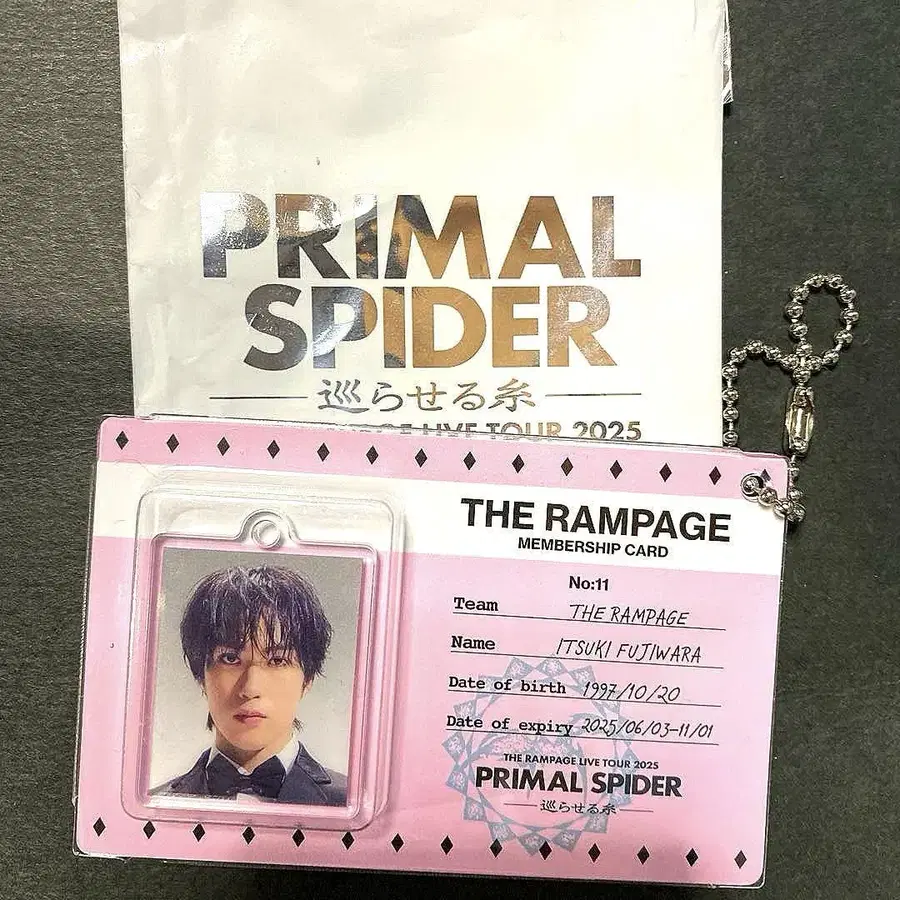 PRIMAL
SPIDER
巡らせる糸
LIVE TOUR 2025
THE RAMPAGE
MEMBERSHIP CARD
No:11
Team THE RAMPAGE
Name ITSUKI FUJIWARA
Date of birth 1997/10/20
Date of expiry 2025/06/03-11/01
THE RAMPAGE LIVE TOUR 2025
PRIMAL SPIDER
巡らせる糸